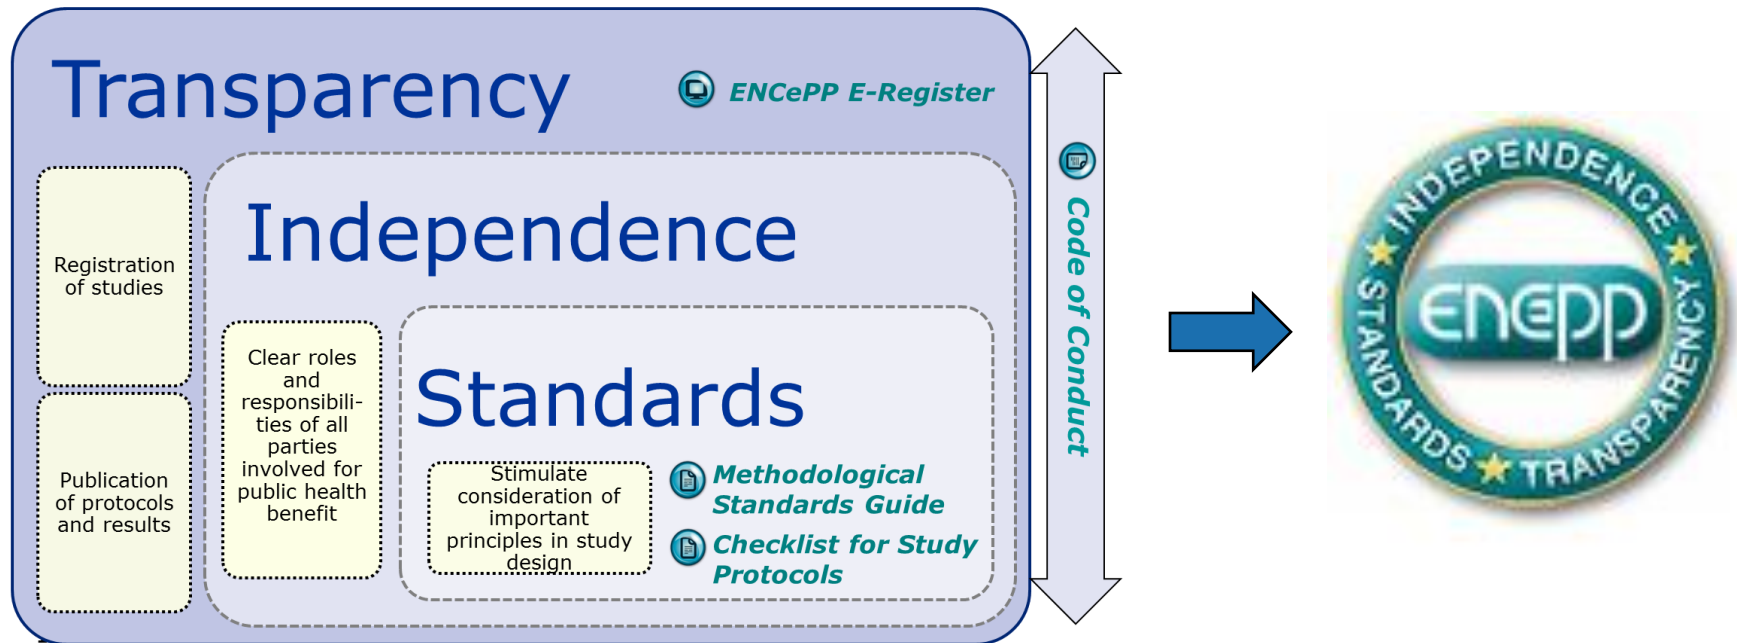 Transparency
ENCePP E-Register
Registration
of studies
Publication
of protocols
and results
Independence
Clear roles
and
responsibili-
ties of all
parties
involved for
public health
benefit
Standards
Stimulate
consideration of
important
principles in study
design
Methodological
Standards Guide
Checklist for Study
Protocols
Code of Conduct
INDEPENDENCE
STANDARDS
TRANSPARENCY
ENCePP